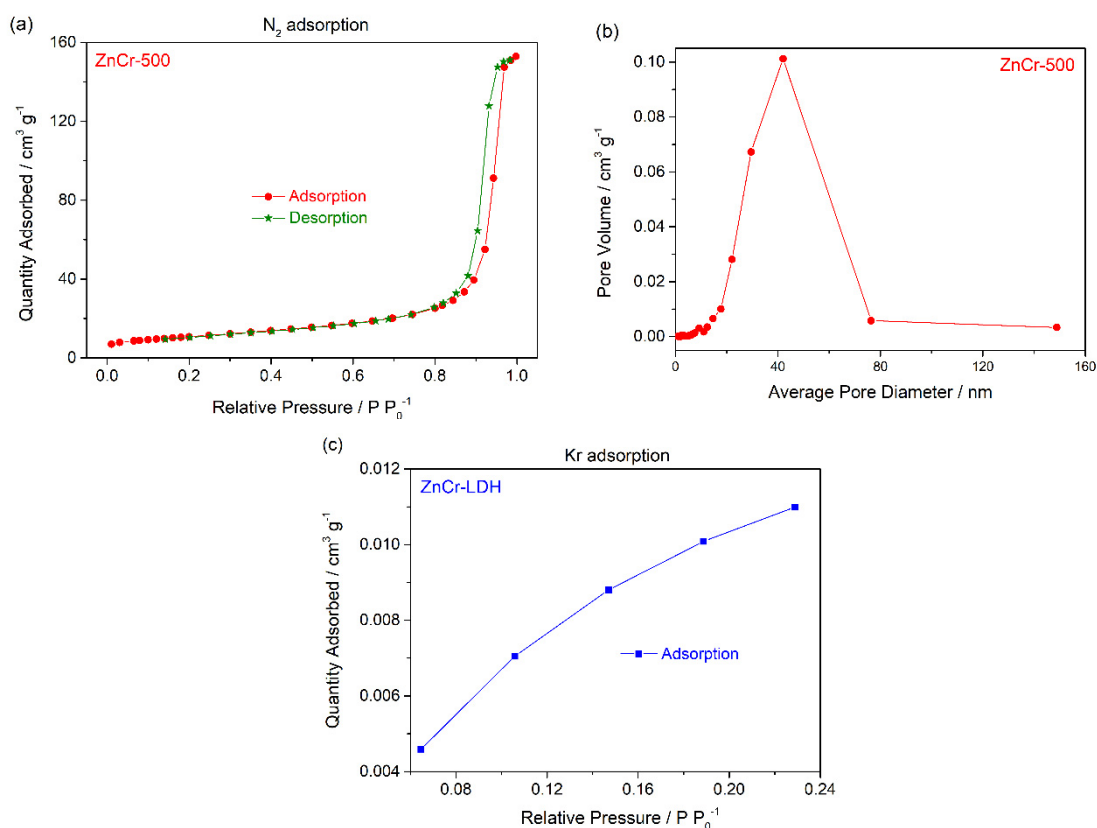 (a)
N₂ adsorption
ZnCr-500
160
120
80
40
0
Quantity Adsorbed / cm³ g⁻¹
Adsorption
Desorption
0.0 0.2 0.4 0.6 0.8 1.0
Relative Pressure / P P₀⁻¹
(b)
ZnCr-500
0.10
0.08
0.06
0.04
0.02
0.00
Pore Volume / cm³ g⁻¹
0 40 80 120 160
Average Pore Diameter / nm
(c)
Kr adsorption
ZnCr-LDH
0.012
0.010
0.008
0.006
0.004
Quantity Adsorbed / cm³ g⁻¹
Adsorption
0.08 0.12 0.16 0.20 0.24
Relative Pressure / P P₀⁻¹